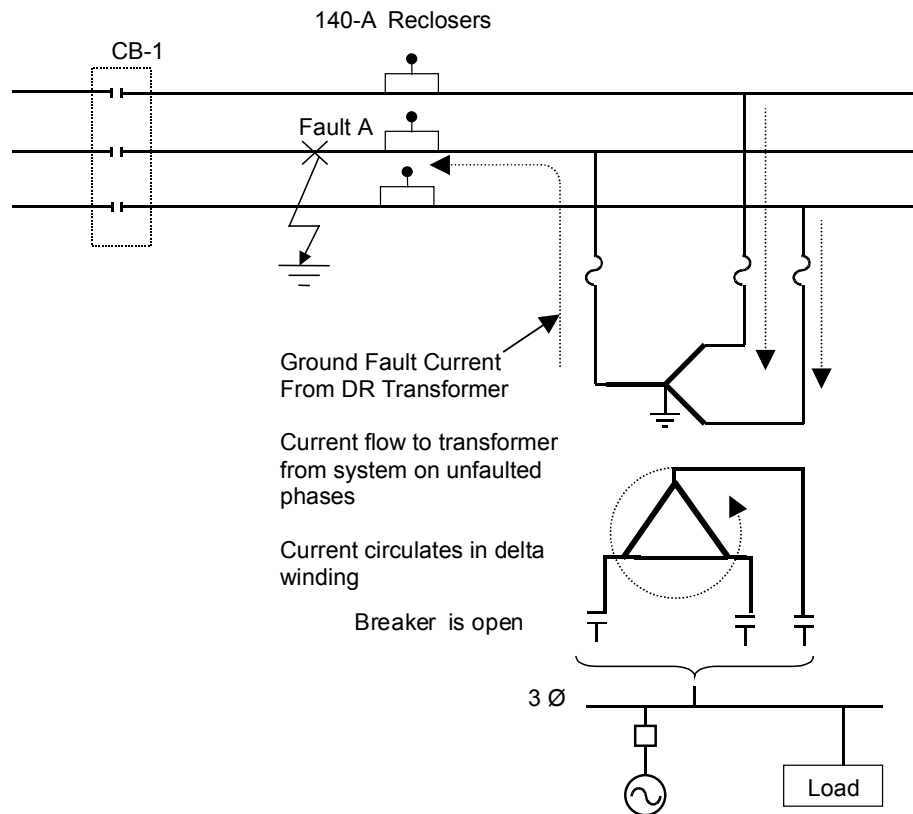 140-A Reclosers
CB-1
Fault A
Ground Fault Current
From DR Transformer
Current flow to transformer
from system on unfaulted
phases
Current circulates in delta
winding
Breaker is open
3 Ø
Load